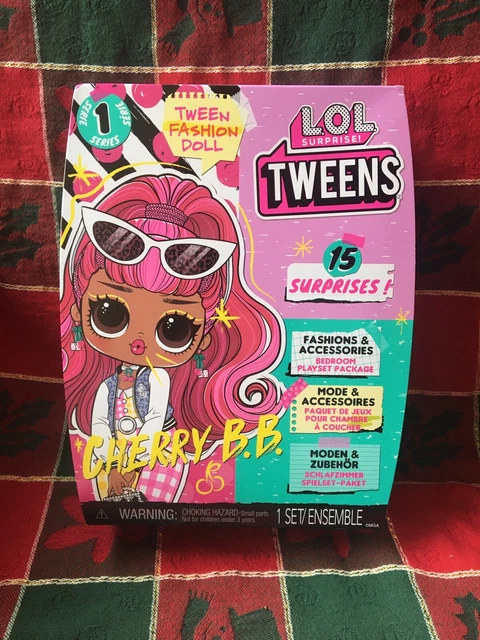 SERIE
1
SÉRIE
SERIES
TWEEN
FASHION
DOLL
L.O.L
SURPRISE!
TWEENS
15
SURPRISES!
FASHIONS &
ACCESSORIES
BEDROOM
PLAYSET PACKAGE
MODE &
ACCESSOIRES
PAQUET DE JEUX
POUR CHAMBRE
À COUCHER
MODEN &
ZUBEHÖR
SCHLAFZIMMER
SPIELSET-PAKET
CHERRY B.B.
WARNING: CHOKING HAZARD-Small parts.
Not for children under 3 years.
1 SET/ENSEMBLE
©MGA